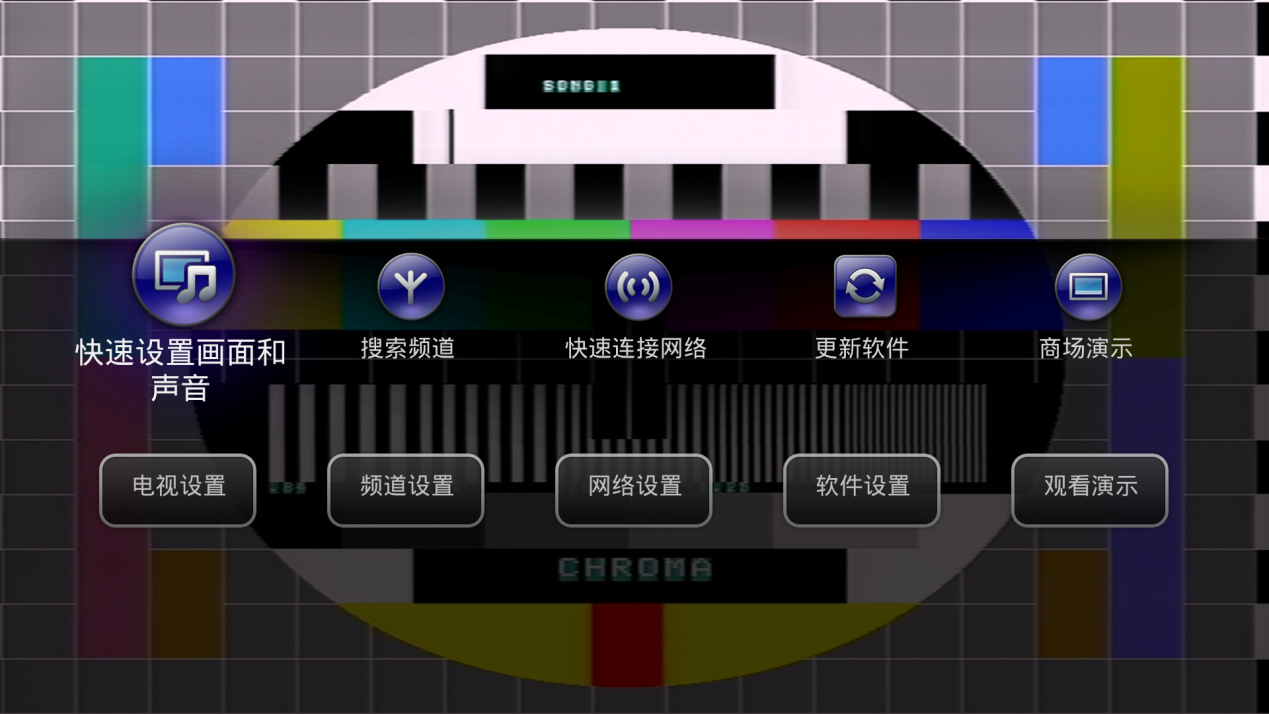 快速设置画面和
声音
搜索频道
快速连接网络
更新软件
商场演示
电视设置
频道设置
网络设置
软件设置
观看演示
CHROMA